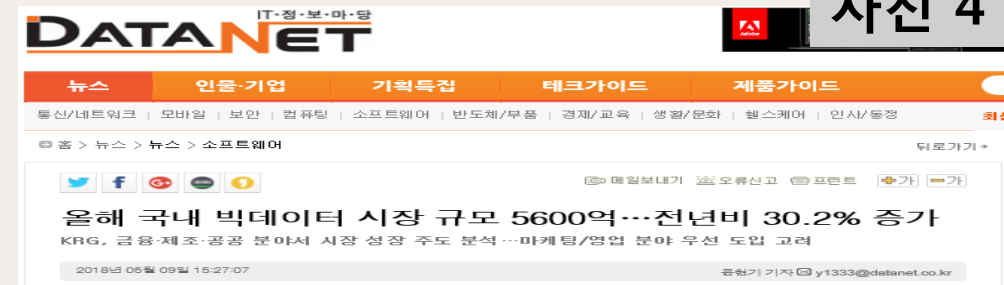 IT·정·보·마·당
DATANET
Adobe
사진 4
뉴스 인물·기업 기획특집 테크가이드 제품가이드
통신/네트워크 | 모바일 | 보안 | 컴퓨팅 | 소프트웨어 | 반도체/부품 | 경제/교육 | 생활/문화 | 헬스케어 | 인사/동정
최신
홈 > 뉴스 > 뉴스 > 소프트웨어
뒤로가기
메일보내기 오류신고 프린트 가 가
올해 국내 빅데이터 시장 규모 5600억…전년비 30.2% 증가
KRG, 금융·제조·공공 분야서 시장 성장 주도 분석…마케팅/영업 분야 우선 도입 고려
2018년 05월 09일 15:27:07
윤현기 기자 y1333@datanet.co.kr